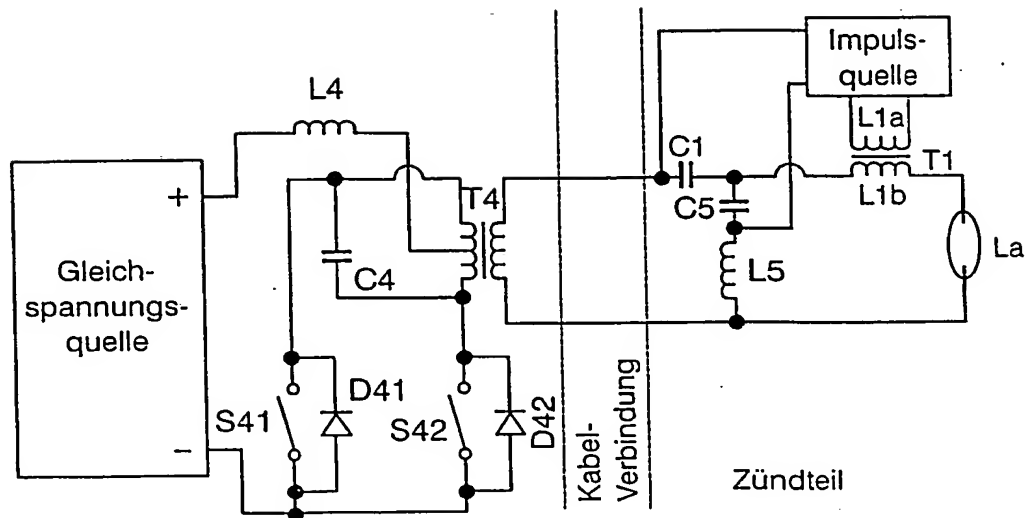 Impuls-
quelle
L4
L1a
C1
T1
+
T4
C5
L1b
C4
L5
La
Gleich-
spannungs-
quelle
D41
S41
S42
D42
−
Kabel-
Verbindung
Zündteil